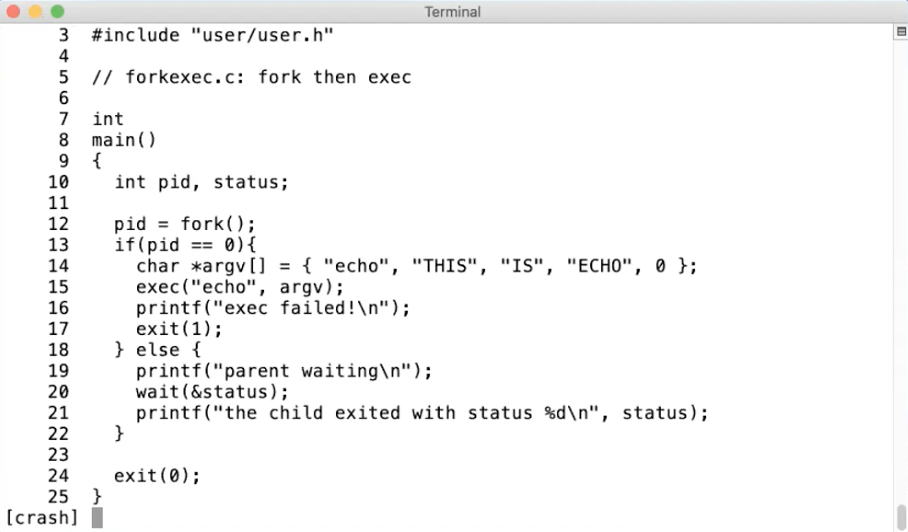 Terminal
3 #include "user/user.h"
4
5 // forkexec.c: fork then exec
6
7 int
8 main()
9 {
10   int pid, status;
11
12   pid = fork();
13   if(pid == 0){
14     char *argv[] = { "echo", "THIS", "IS", "ECHO", 0 };
15     exec("echo", argv);
16     printf("exec failed!\n");
17     exit(1);
18   } else {
19     printf("parent waiting\n");
20     wait(&status);
21     printf("the child exited with status %d\n", status);
22   }
23
24   exit(0);
25 }
[crash]